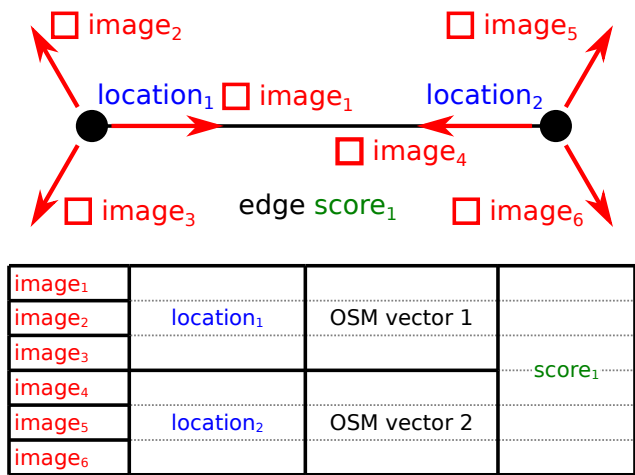 image₂
image₅
location₁
image₁
location₂
image₄
image₃
edge score₁
image₆
image₁
image₂ location₁ OSM vector 1
image₃
score₁
image₄
image₅ location₂ OSM vector 2
image₆